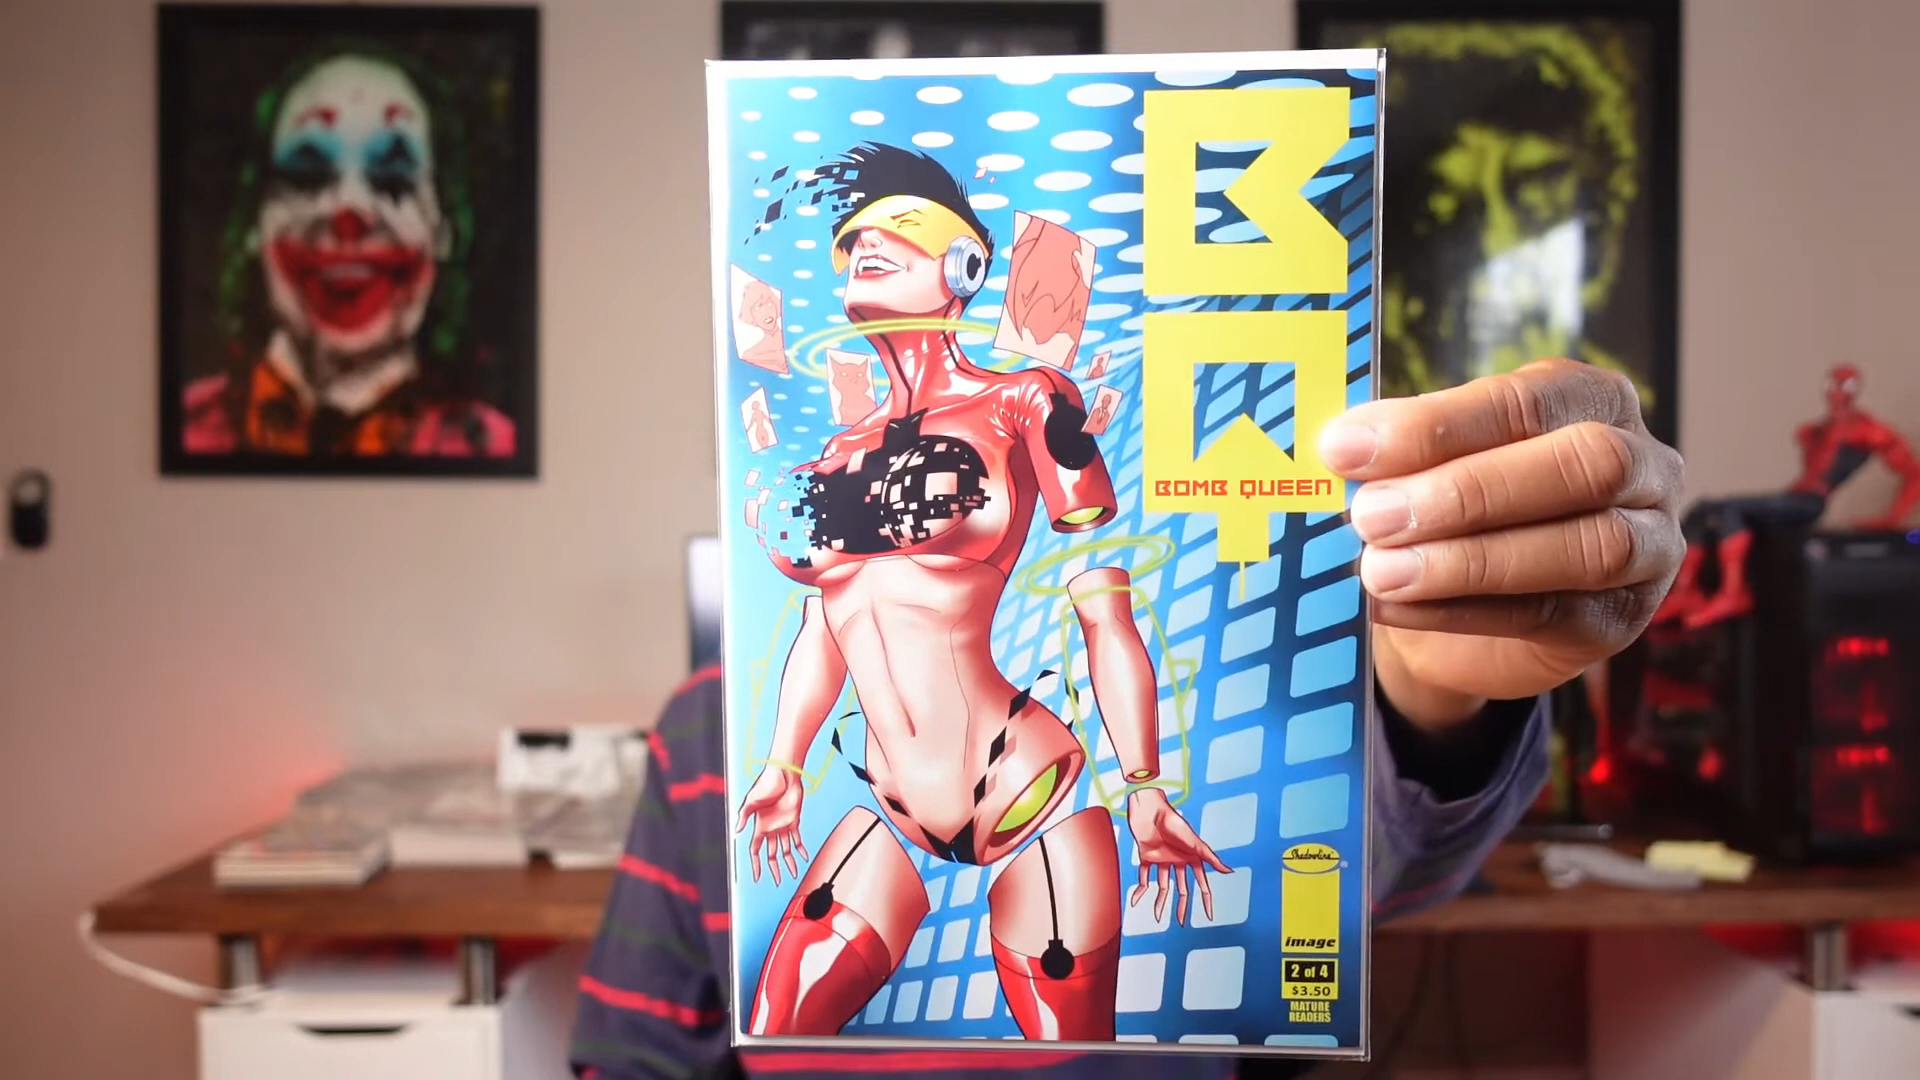 BQ
BOMB QUEEN
Shadowline
image
2 of 4
$3.50
MATURE
READERS